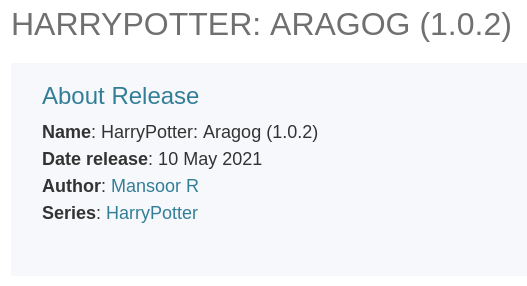 HARRYPOTTER: ARAGOG (1.0.2)
About Release
Name: HarryPotter: Aragog (1.0.2)
Date release: 10 May 2021
Author: Mansoor R
Series: HarryPotter